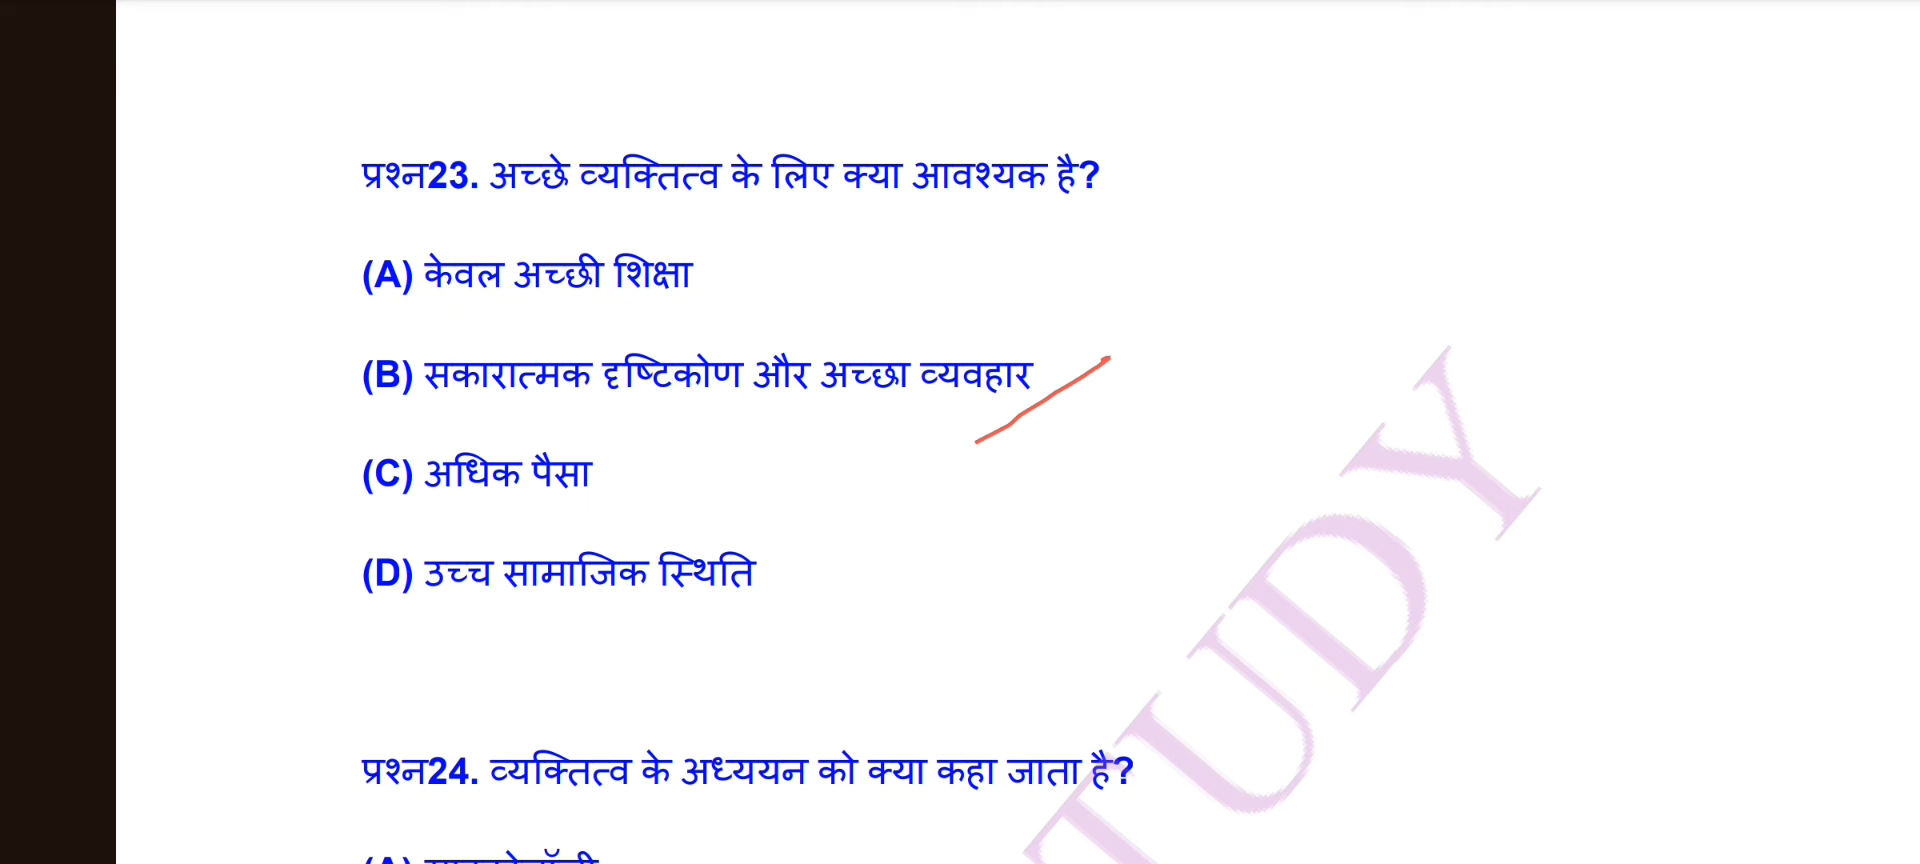 प्रश्न23. अच्छे व्यक्तित्व के लिए क्या आवश्यक है?
(A) केवल अच्छी शिक्षा
(B) सकारात्मक दृष्टिकोण और अच्छा व्यवहार
(C) अधिक पैसा
(D) उच्च सामाजिक स्थिति
प्रश्न24. व्यक्तित्व के अध्ययन को क्या कहा जाता है?
(A)
TUDY